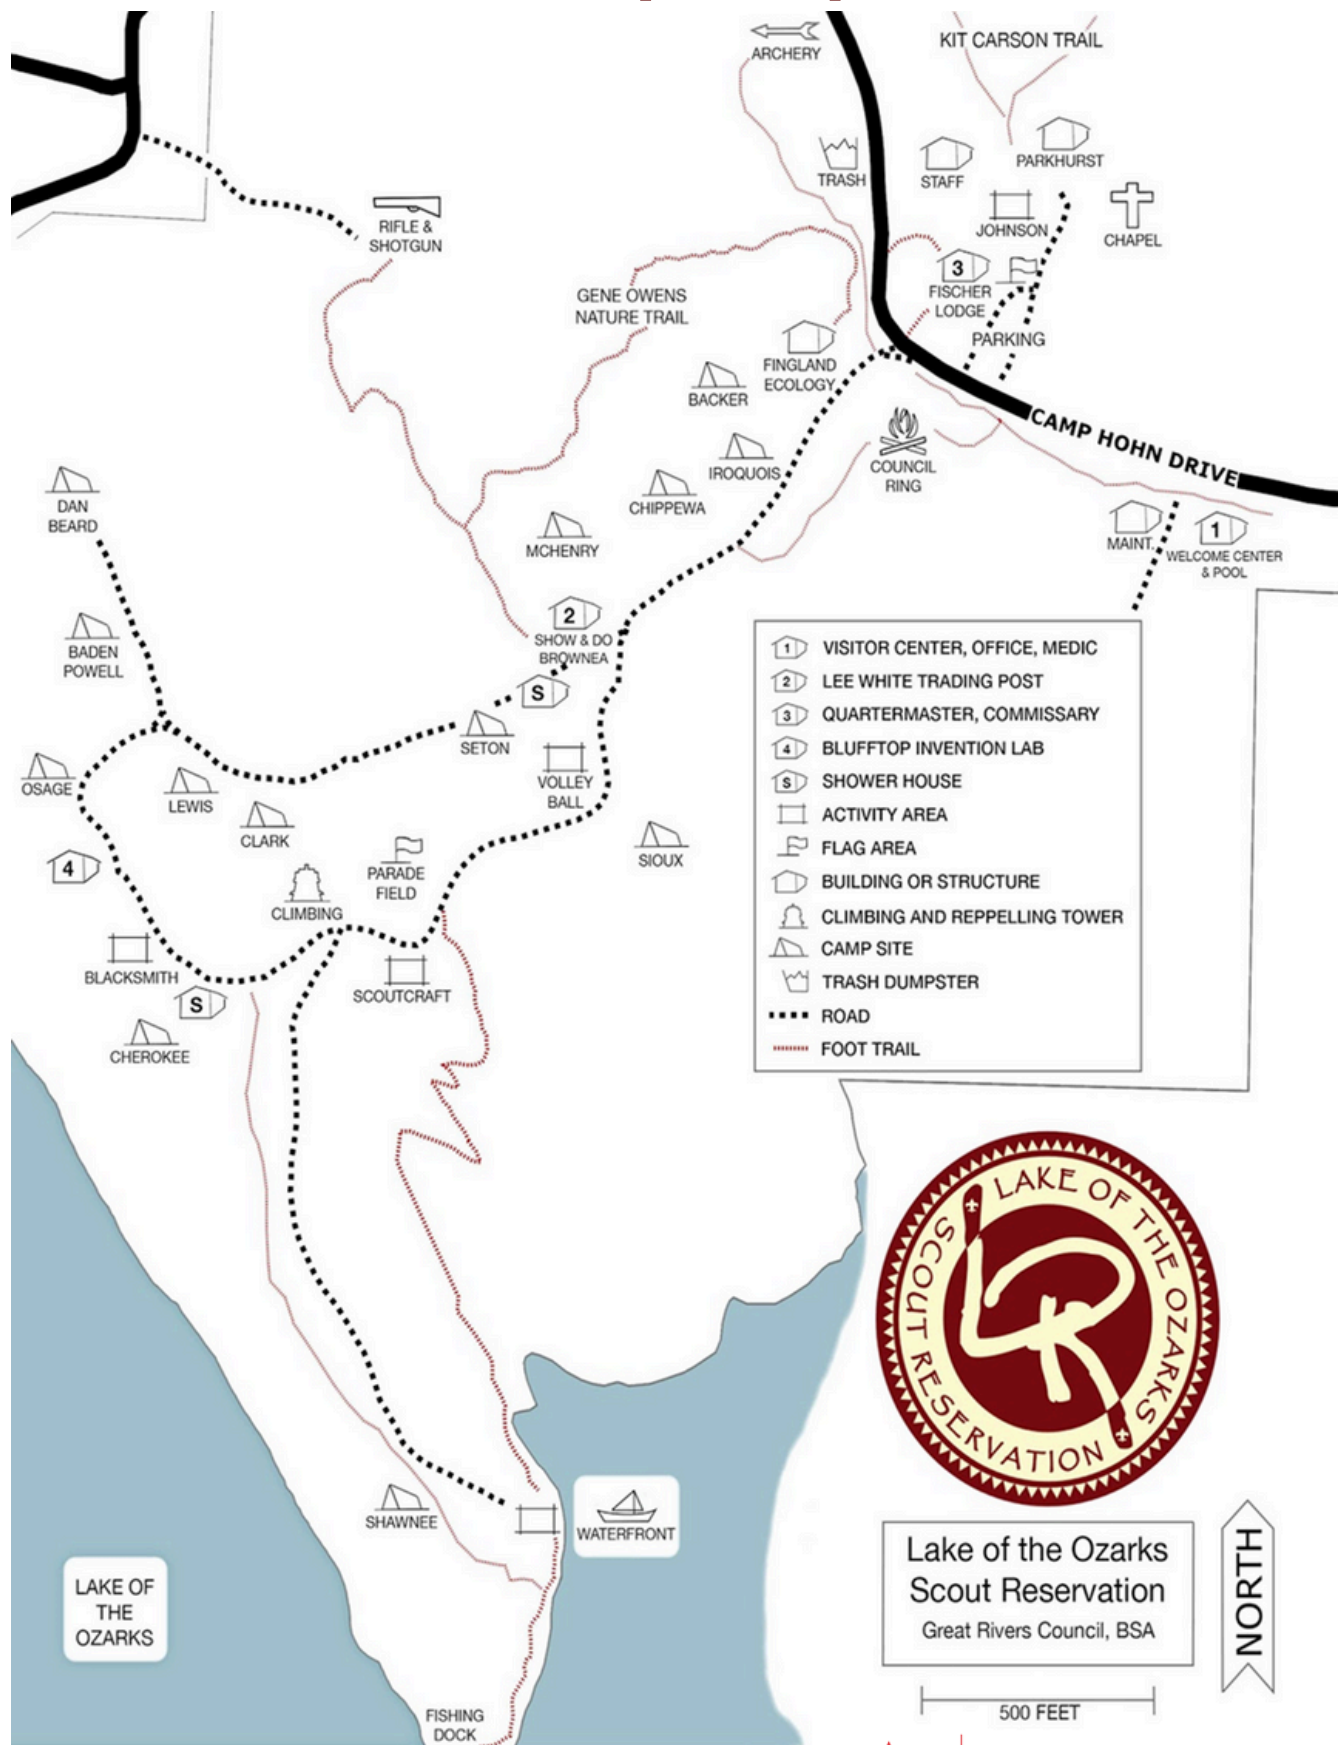 ARCHERY
KIT CARSON TRAIL
TRASH
STAFF
PARKHURST
JOHNSON
CHAPEL
RIFLE &
SHOTGUN
3
FISCHER
LODGE
GENE OWENS
NATURE TRAIL
PARKING
FINGLAND
ECOLOGY
BACKER
CAMP HOHN DRIVE
IROQUOIS
COUNCIL
RING
CHIPPEWA
DAN
BEARD
MCHENRY
MAINT.
1
WELCOME CENTER
& POOL
2
SHOW & DO
BROWNEA
BADEN
POWELL
S
SETON
OSAGE
LEWIS
VOLLEY
BALL
CLARK
SIOUX
4
PARADE
FIELD
CLIMBING
BLACKSMITH
SCOUTCRAFT
S
CHEROKEE
1 VISITOR CENTER, OFFICE, MEDIC
2 LEE WHITE TRADING POST
3 QUARTERMASTER, COMMISSARY
4 BLUFFTOP INVENTION LAB
S SHOWER HOUSE
ACTIVITY AREA
FLAG AREA
BUILDING OR STRUCTURE
CLIMBING AND REPPELLING TOWER
CAMP SITE
TRASH DUMPSTER
ROAD
FOOT TRAIL
LAKE OF THE OZARKS
SCOUT RESERVATION
LR
SHAWNEE
WATERFRONT
LAKE OF
THE
OZARKS
Lake of the Ozarks
Scout Reservation
Great Rivers Council, BSA
NORTH
500 FEET
FISHING
DOCK